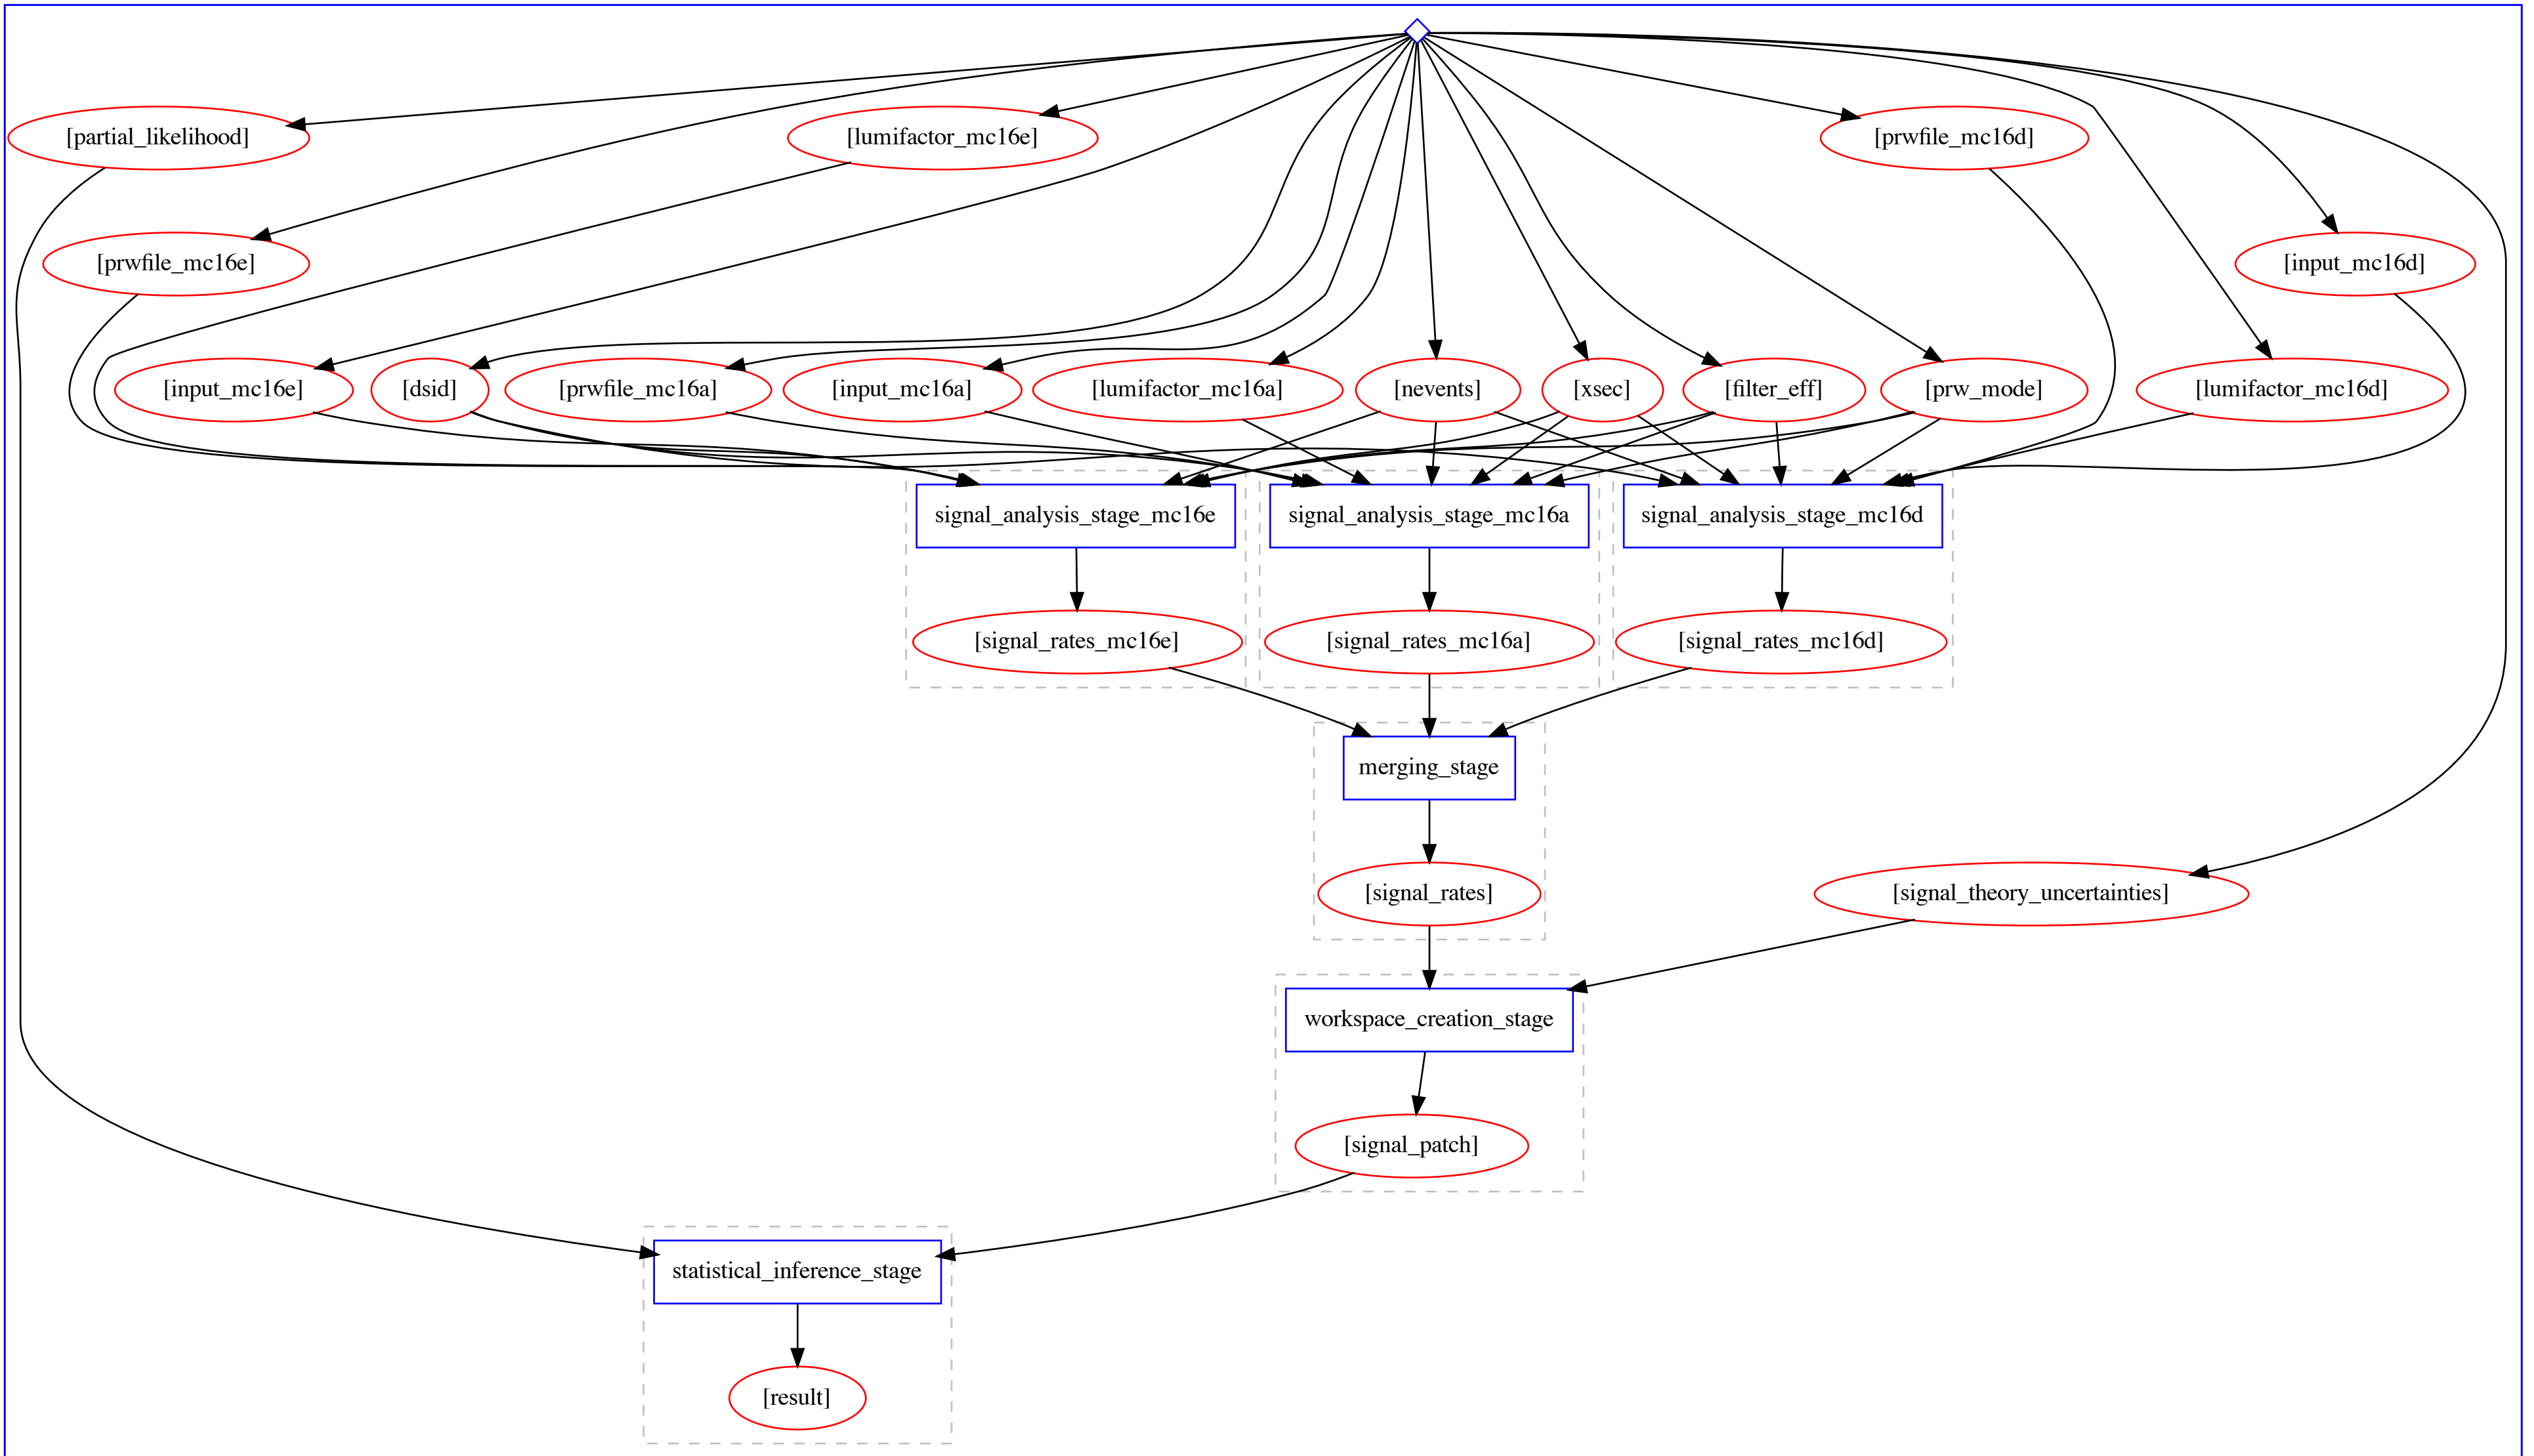 [partial_likelihood]
[lumifactor_mc16e]
[prwfile_mc16d]
[prwfile_mc16e]
[input_mc16d]
[input_mc16e]
[dsid]
[prwfile_mc16a]
[input_mc16a]
[lumifactor_mc16a]
[nevents]
[xsec]
[filter_eff]
[prw_mode]
[lumifactor_mc16d]
signal_analysis_stage_mc16e
signal_analysis_stage_mc16a
signal_analysis_stage_mc16d
[signal_rates_mc16e]
[signal_rates_mc16a]
[signal_rates_mc16d]
merging_stage
[signal_rates]
[signal_theory_uncertainties]
workspace_creation_stage
[signal_patch]
statistical_inference_stage
[result]